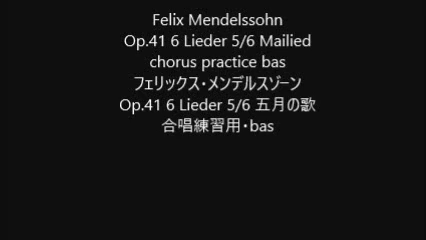 Felix Mendelssohn
Op.41 6 Lieder 5/6 Mailied
chorus practice bas
フェリックス・メンデルスゾーン
Op.41 6 Lieder 5/6 五月の歌
合唱練習用・bas